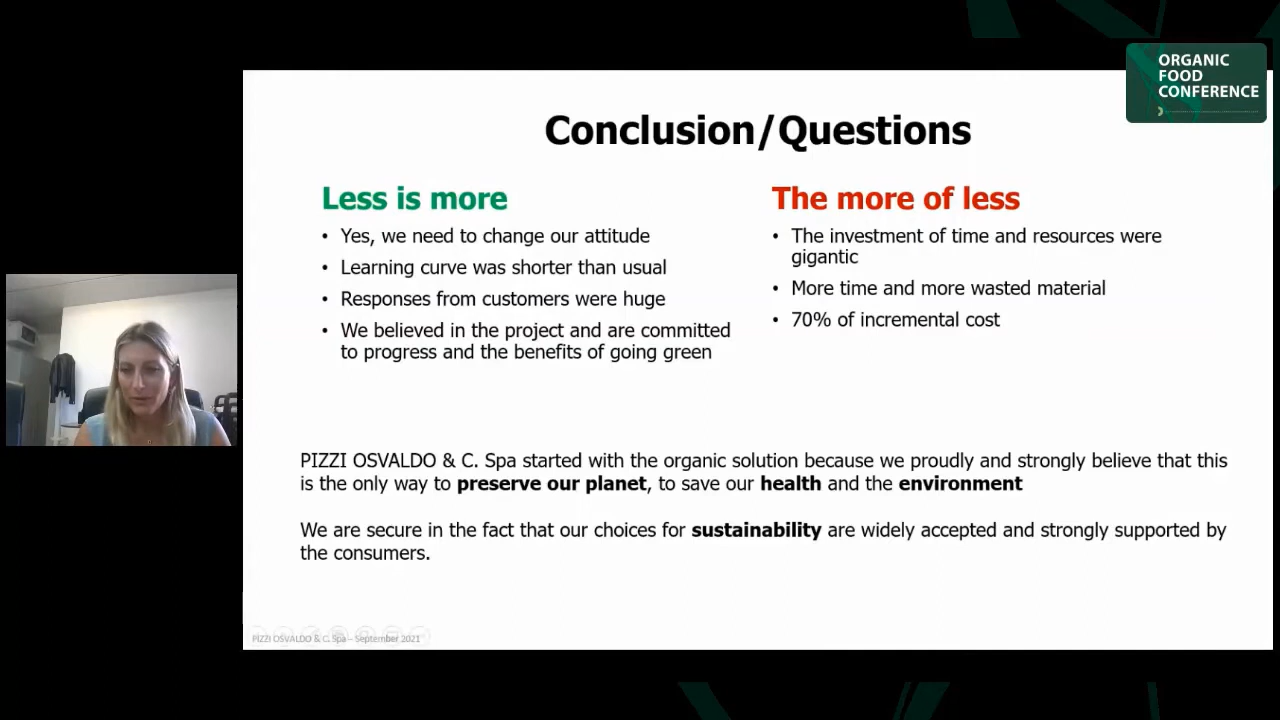 ORGANIC
FOOD
CONFERENCE
Conclusion/Questions
Less is more
• Yes, we need to change our attitude
• Learning curve was shorter than usual
• Responses from customers were huge
• We believed in the project and are committed
to progress and the benefits of going green
The more of less
• The investment of time and resources were
gigantic
• More time and more wasted material
• 70% of incremental cost
PIZZI OSVALDO & C. Spa started with the organic solution because we proudly and strongly believe that this
is the only way to preserve our planet, to save our health and the environment
We are secure in the fact that our choices for sustainability are widely accepted and strongly supported by
the consumers.
PIZZI OSVALDO & C. Spa – September 2021